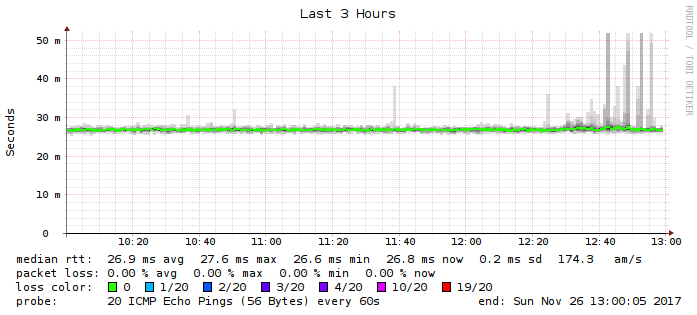 Last 3 Hours
RRDTOOL / TOBI OETIKER
Seconds
50 m
40 m
30 m
20 m
10 m
0
10:20 10:40 11:00 11:20 11:40 12:00 12:20 12:40 13:00
median rtt: 26.9 ms avg 27.6 ms max 26.6 ms min 26.8 ms now 0.2 ms sd 174.3 am/s
packet loss: 0.00 % avg 0.00 % max 0.00 % min 0.00 % now
loss color: 0 1/20 2/20 3/20 4/20 10/20 19/20
probe: 20 ICMP Echo Pings (56 Bytes) every 60s end: Sun Nov 26 13:00:05 2017